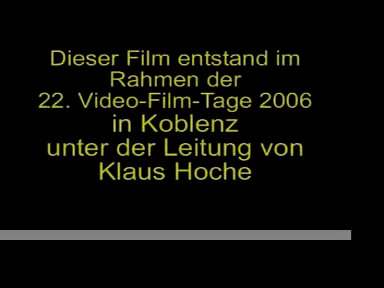 Dieser Film entstand im
Rahmen der
22. Video-Film-Tage 2006
in Koblenz
unter der Leitung von
Klaus Hoche